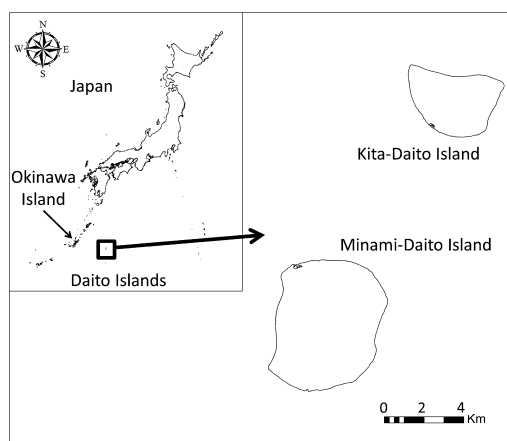 N
W E
S
Japan
Okinawa
Island
Daito Islands
Kita-Daito Island
Minami-Daito Island
0 2 4
Km